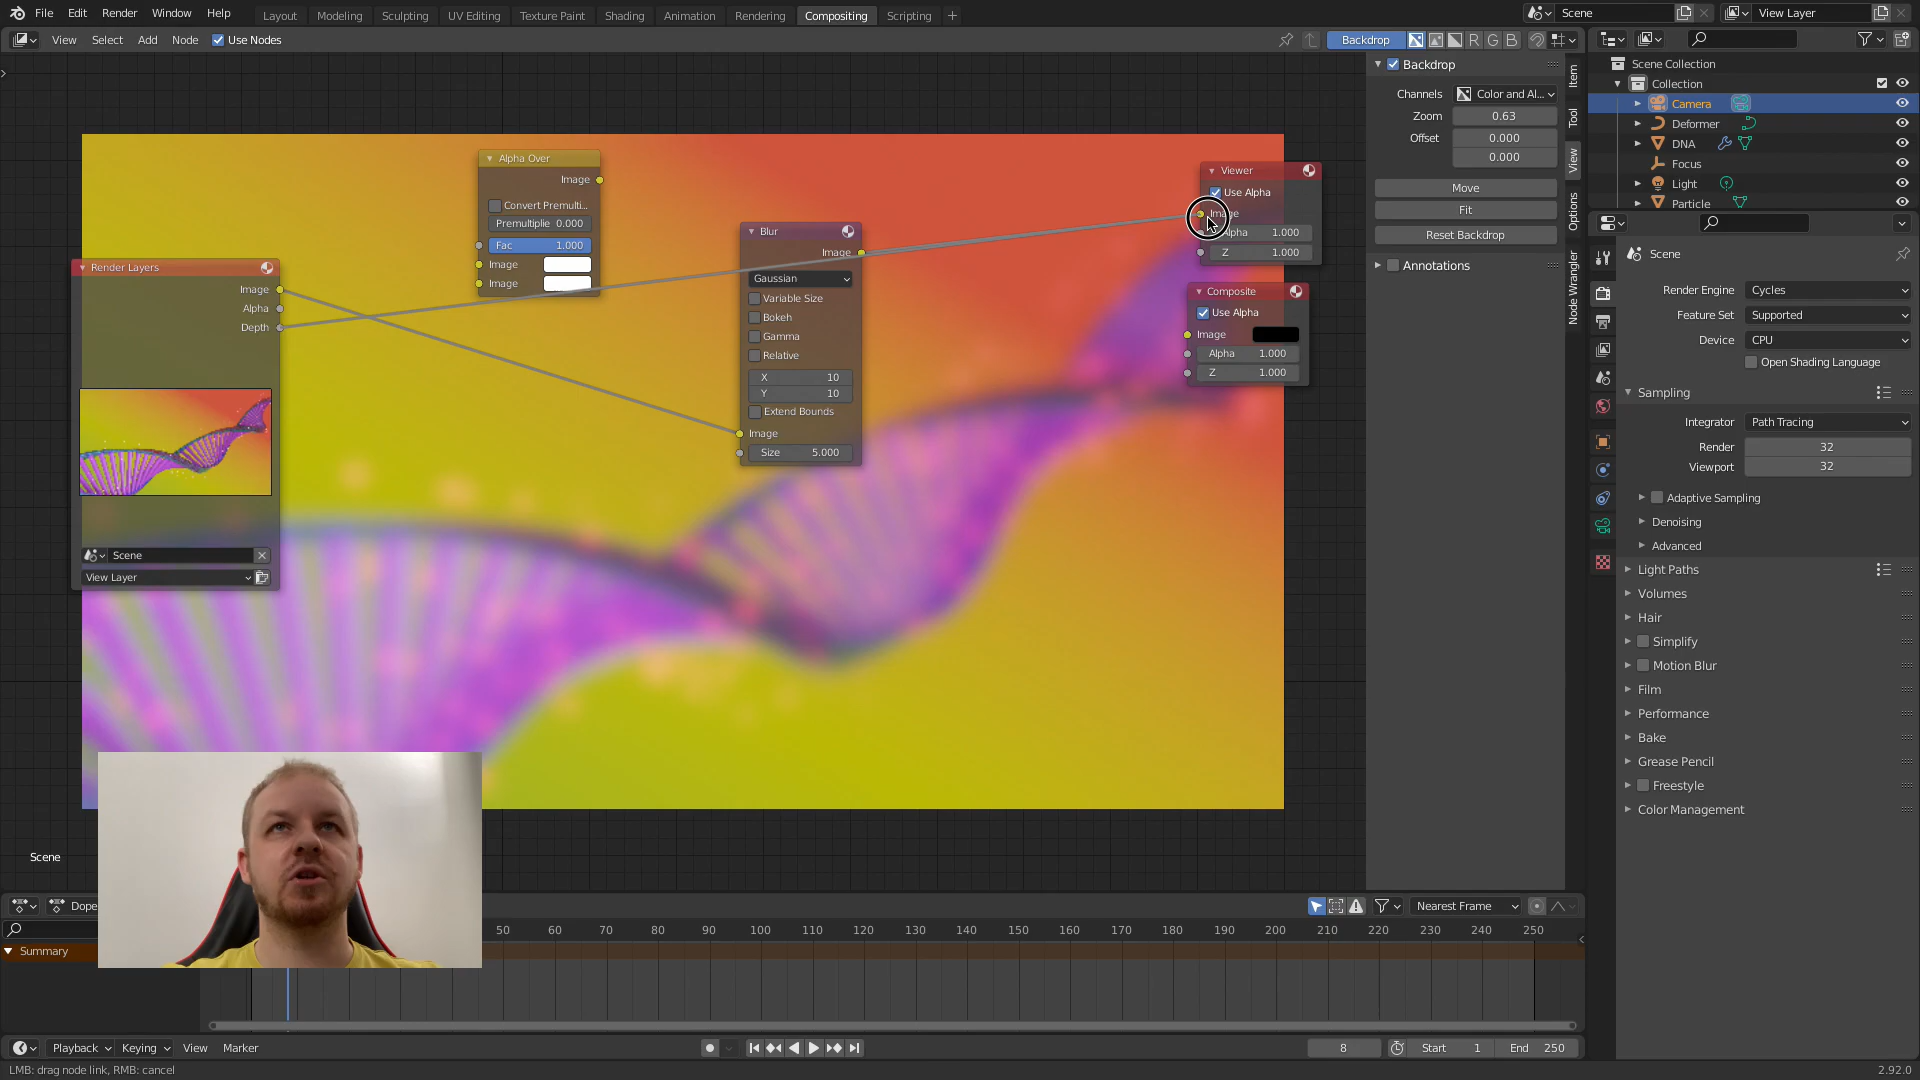 File Edit Render Window Help
Layout Modeling Sculpting UV Editing Texture Paint Shading Animation Rendering Compositing Scripting +
Scene
View Layer
View Select Add Node Use Nodes
Backdrop R G B
Backdrop
Channels Color and Al...
Zoom 0.63
Offset 0.000
0.000
Move
Fit
Reset Backdrop
Annotations
Item
Tool
View
Options
Node Wrangler
Scene Collection
Collection
Camera
Deformer
DNA
Focus
Light
Particle
Scene
Render Engine Cycles
Feature Set Supported
Device CPU
Open Shading Language
Sampling
Integrator Path Tracing
Render 32
Viewport 32
Adaptive Sampling
Denoising
Advanced
Light Paths
Volumes
Hair
Simplify
Motion Blur
Film
Performance
Bake
Grease Pencil
Freestyle
Color Management
Alpha Over
Image
Convert Premulti...
Premultiplie 0.000
Fac 1.000
Image
Image
Render Layers
Image
Alpha
Depth
Scene
View Layer
Blur
Image
Gaussian
Variable Size
Bokeh
Gamma
Relative
X 10
Y 10
Extend Bounds
Image
Size 5.000
Viewer
Use Alpha
Image
Alpha 1.000
Z 1.000
Composite
Use Alpha
Image
Alpha 1.000
Z 1.000
Scene
Dope
Nearest Frame
50 60 70 80 90 100 110 120 130 140 150 160 170 180 190 200 210 220 230 240 250
Summary
Playback Keying View Marker
8 Start 1 End 250
LMB: drag node link, RMB: cancel
2.92.0